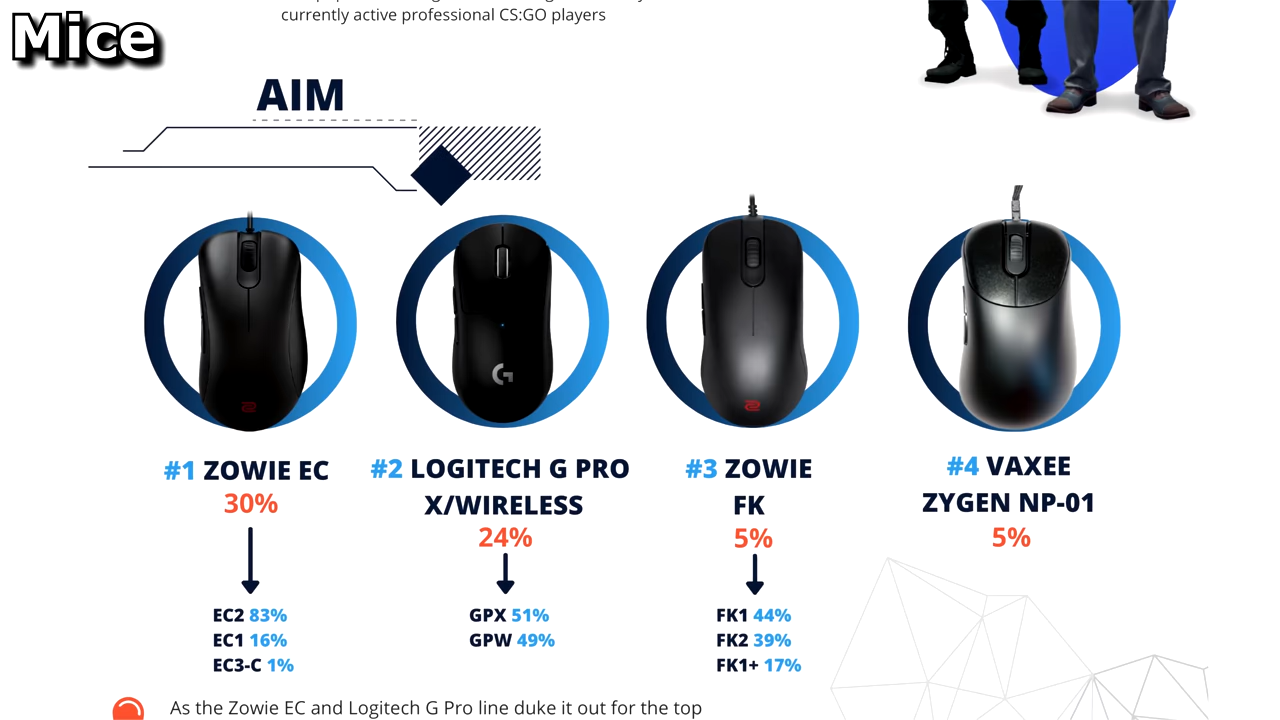 Mice
currently active professional CS:GO players
AIM
#1 ZOWIE EC
30%
EC2 83%
EC1 16%
EC3-C 1%
#2 LOGITECH G PRO
X/WIRELESS
24%
GPX 51%
GPW 49%
#3 ZOWIE
FK
5%
FK1 44%
FK2 39%
FK1+ 17%
#4 VAXEE
ZYGEN NP-01
5%
As the Zowie EC and Logitech G Pro line duke it out for the top